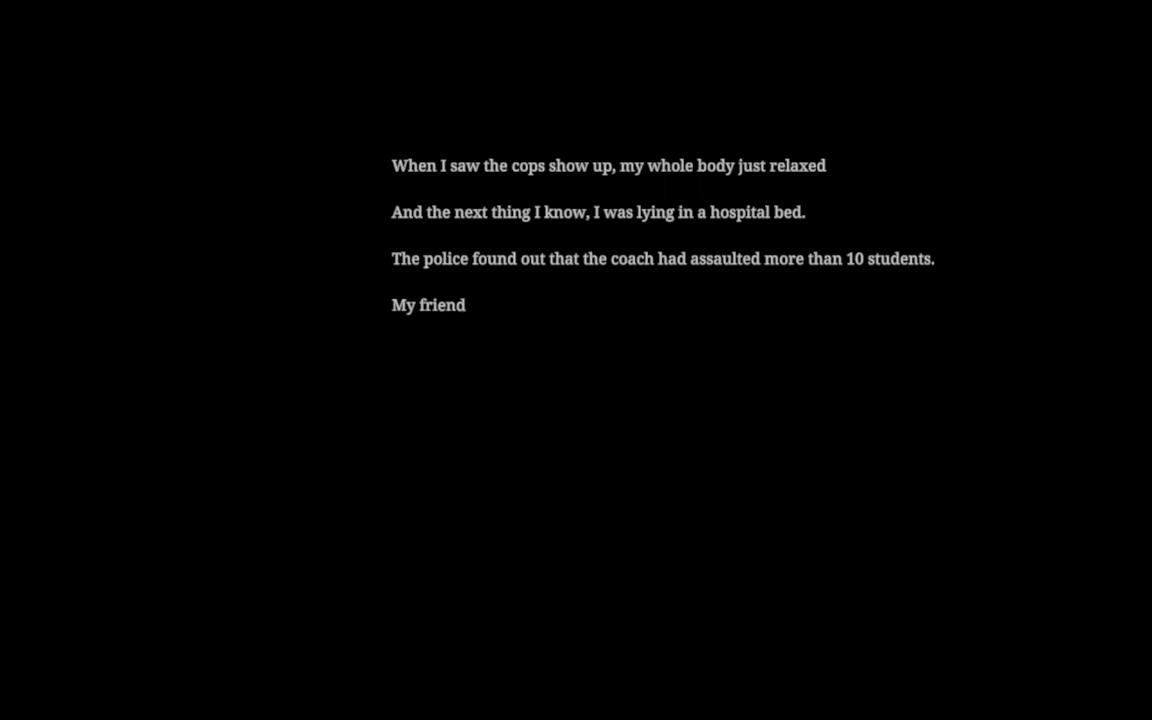 When I saw the cops show up, my whole body just relaxed
And the next thing I know, I was lying in a hospital bed.
The police found out that the coach had assaulted more than 10 students.
My friend